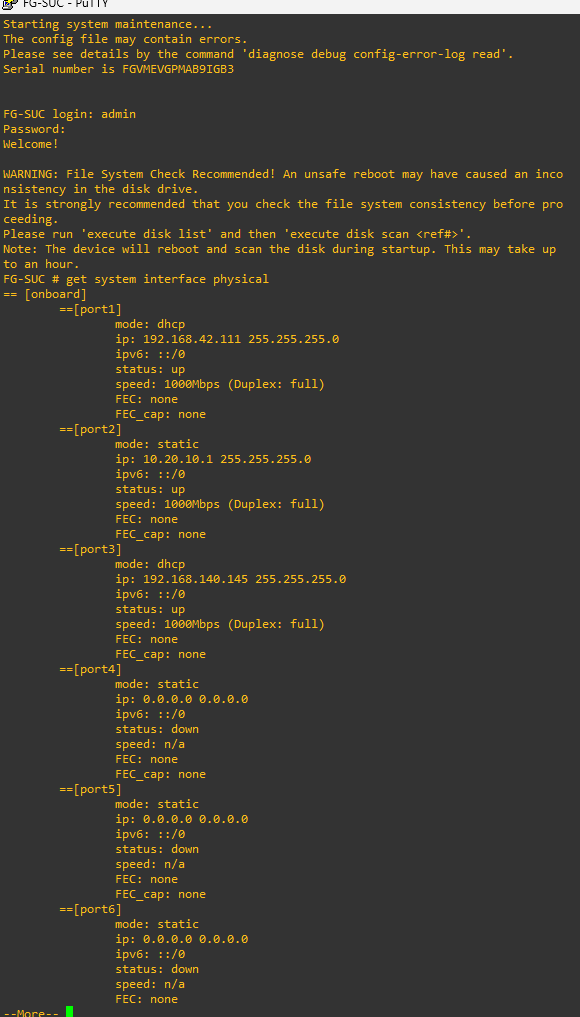 FG-SUC - PuTTY
Starting system maintenance...
The config file may contain errors.
Please see details by the command 'diagnose debug config-error-log read'.
Serial number is FGVMEVGPMAB9IGB3
FG-SUC login: admin
Password:
Welcome!
WARNING: File System Check Recommended! An unsafe reboot may have caused an inco
nsistency in the disk drive.
It is strongly recommended that you check the file system consistency before pro
ceeding.
Please run 'execute disk list' and then 'execute disk scan <ref#>'.
Note: The device will reboot and scan the disk during startup. This may take up
to an hour.
FG-SUC # get system interface physical
== [onboard]
==[port1]
mode: dhcp
ip: 192.168.42.111 255.255.255.0
ipv6: ::/0
status: up
speed: 1000Mbps (Duplex: full)
FEC: none
FEC_cap: none
==[port2]
mode: static
ip: 10.20.10.1 255.255.255.0
ipv6: ::/0
status: up
speed: 1000Mbps (Duplex: full)
FEC: none
FEC_cap: none
==[port3]
mode: dhcp
ip: 192.168.140.145 255.255.255.0
ipv6: ::/0
status: up
speed: 1000Mbps (Duplex: full)
FEC: none
FEC_cap: none
==[port4]
mode: static
ip: 0.0.0.0 0.0.0.0
ipv6: ::/0
status: down
speed: n/a
FEC: none
FEC_cap: none
==[port5]
mode: static
ip: 0.0.0.0 0.0.0.0
ipv6: ::/0
status: down
speed: n/a
FEC: none
FEC_cap: none
==[port6]
mode: static
ip: 0.0.0.0 0.0.0.0
ipv6: ::/0
status: down
speed: n/a
FEC: none
--More--